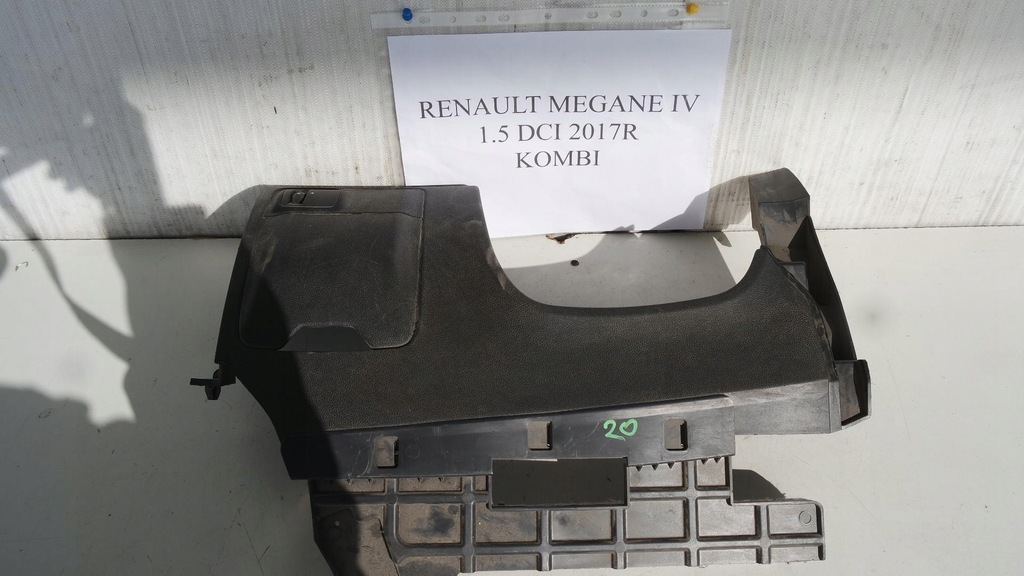 RENAULT MEGANE IV
1.5 DCI 2017R
KOMBI
20